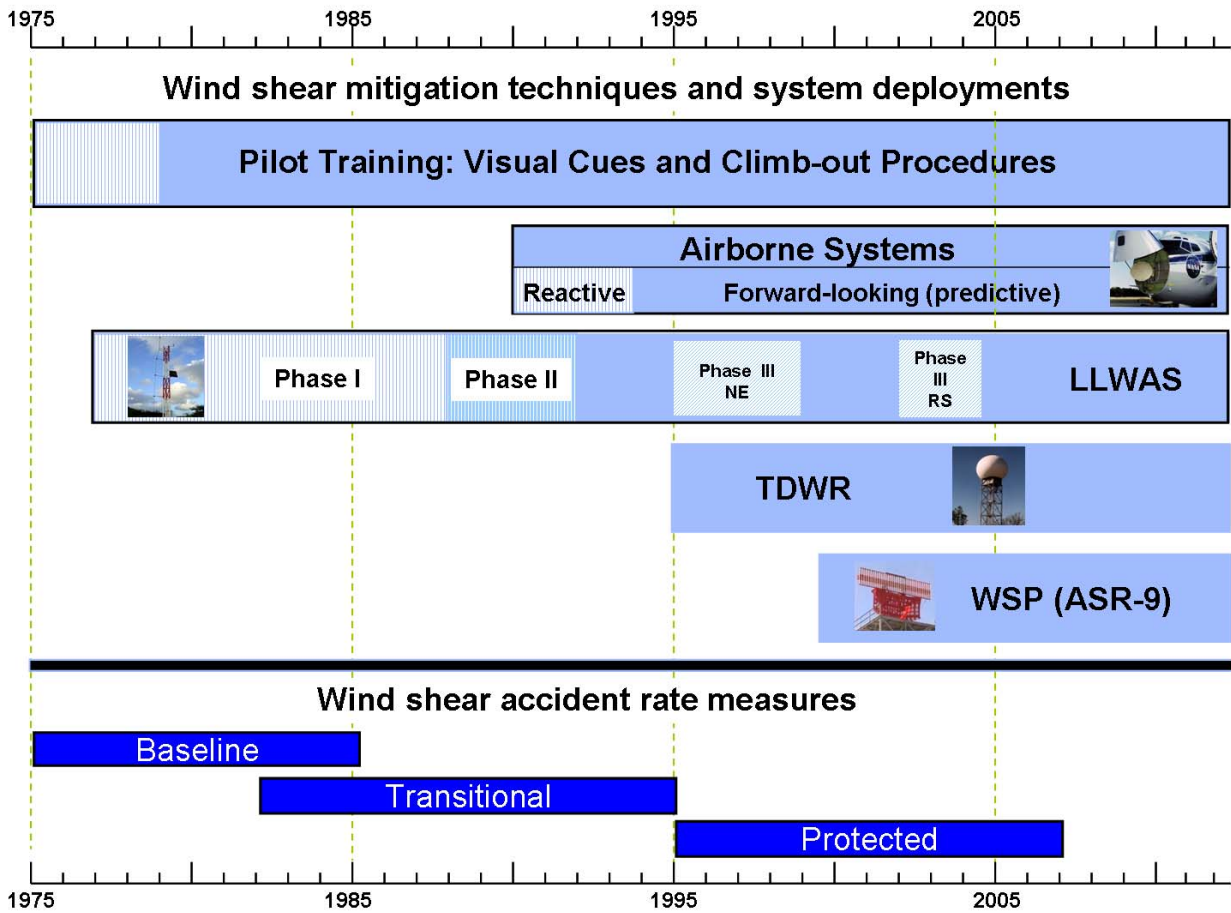 1975 1985 1995 2005
Wind shear mitigation techniques and system deployments
Pilot Training: Visual Cues and Climb-out Procedures
Airborne Systems
Reactive Forward-looking (predictive)
Phase I Phase II Phase III NE Phase III RS LLWAS
TDWR
WSP (ASR-9)
Wind shear accident rate measures
Baseline
Transitional
Protected
1975 1985 1995 2005